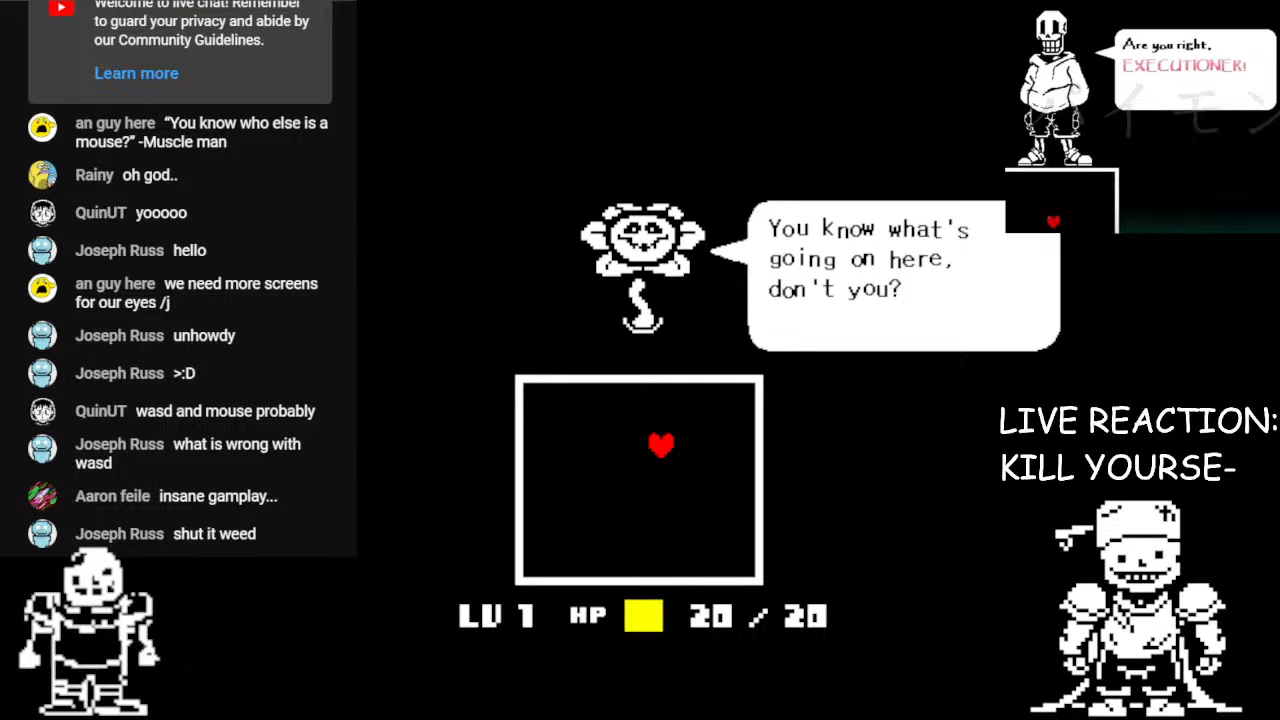 Welcome to live chat! Remember
to guard your privacy and abide by
our Community Guidelines.
Learn more
an guy here “You know who else is a
mouse?” -Muscle man
Rainy oh god..
QuinUT yooooo
Joseph Russ hello
an guy here we need more screens
for our eyes /j
Joseph Russ unhowdy
Joseph Russ >:D
QuinUT wasd and mouse probably
Joseph Russ what is wrong with
wasd
Aaron feile insane gamplay...
Joseph Russ shut it weed
You know what's
going on here,
don't you?
LV 1 HP 20 / 20
Are you right,
EXECUTIONER!
イモン
LIVE REACTION:
KILL YOURSE-